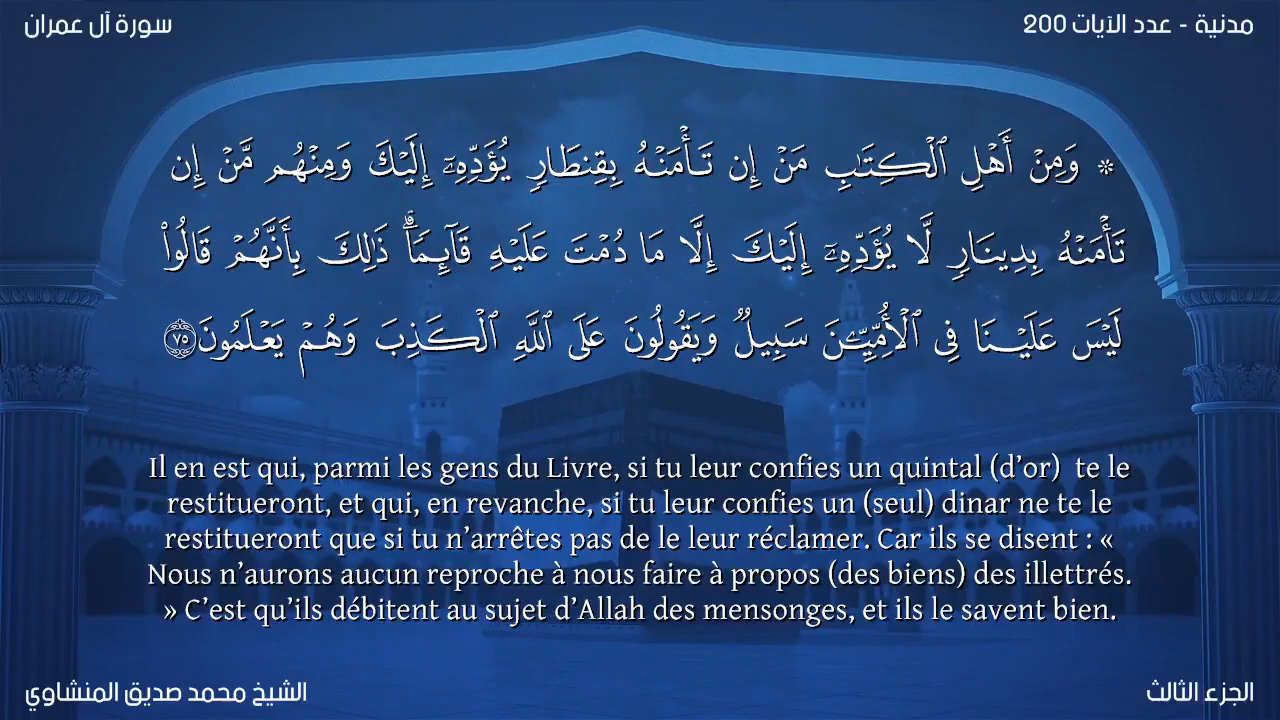 سورة آل عمران
مدنية - عدد الآيات 200
۞ وَمِنۡ أَهۡلِ ٱلۡكِتَٰبِ مَنۡ إِن تَأۡمَنۡهُ بِقِنطَارٖ يُؤَدِّهِۦٓ إِلَيۡكَ وَمِنۡهُم مَّنۡ إِن
تَأۡمَنۡهُ بِدِينَارٖ لَّا يُؤَدِّهِۦٓ إِلَيۡكَ إِلَّا مَا دُمۡتَ عَلَيۡهِ قَآئِمٗاۗ ذَٰلِكَ بِأَنَّهُمۡ قَالُواْ
لَيۡسَ عَلَيۡنَا فِي ٱلۡأُمِّيِّـۧنَ سَبِيلٞ وَيَقُولُونَ عَلَى ٱللَّهِ ٱلۡكَذِبَ وَهُمۡ يَعۡلَمُونَ ٧٥
Il en est qui, parmi les gens du Livre, si tu leur confies un quintal (d’or)  te le
restitueront, et qui, en revanche, si tu leur confies un (seul) dinar ne te le
restitueront que si tu n’arrêtes pas de le leur réclamer. Car ils se disent : «
Nous n’aurons aucun reproche à nous faire à propos (des biens) des illettrés.
» C’est qu’ils débitent au sujet d’Allah des mensonges, et ils le savent bien.
الشيخ محمد صديق المنشاوي
الجزء الثالث